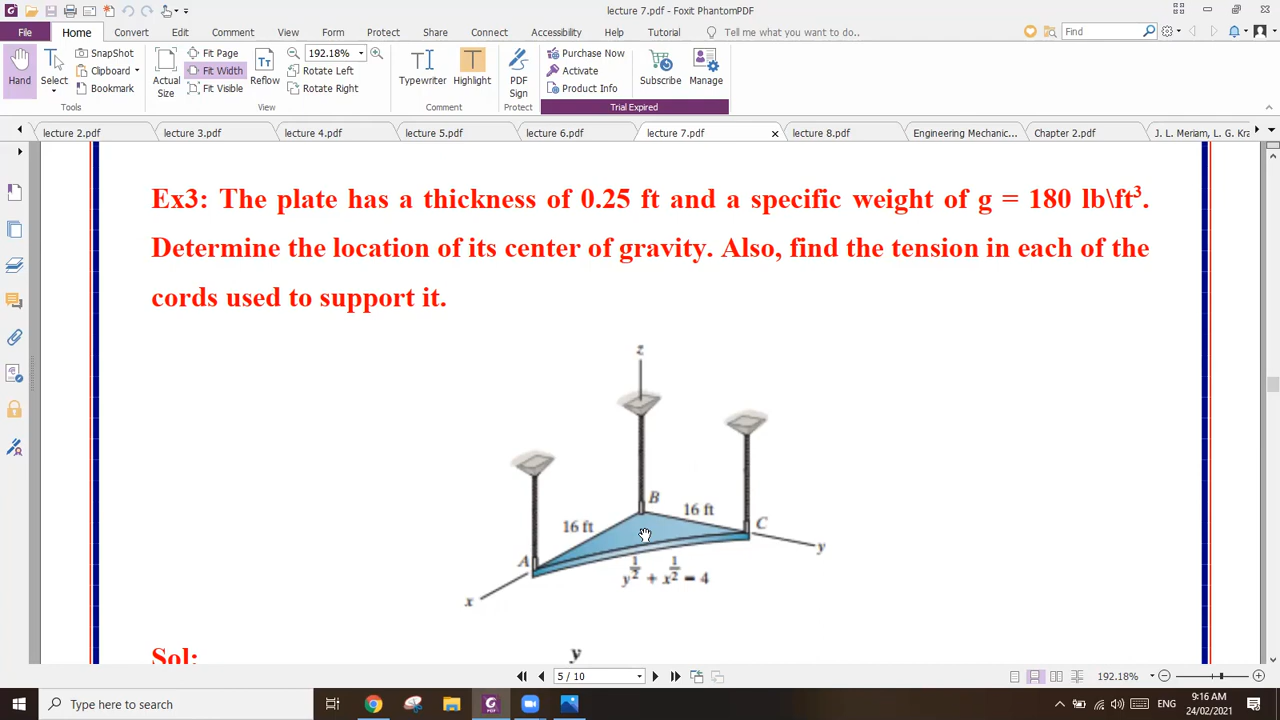 lecture 7.pdf - Foxit PhantomPDF
File Home Convert Edit Organize Comment View Form Protect Share Connect Accessibility Help Tutorial Tell me what you want to do.. Find
Hand
Select
SnapShot
Clipboard
Bookmark
Tools
Actual Size
Fit Page
Fit Width
Fit Visible
Reflow
192.18%
Rotate Left
Rotate Right
View
Typewriter
Highlight
Comment
PDF Sign
Protect
Purchase Now
Activate
Product Info
Subscribe
Manage
Trial Expired
lecture 2.pdf lecture 3.pdf lecture 4.pdf lecture 5.pdf lecture 6.pdf lecture 7.pdf lecture 8.pdf Engineering Mechanic... Chapter 2.pdf J. L. Meriam, L. G. Kra
Ex3: The plate has a thickness of 0.25 ft and a specific weight of g = 180 lb\ft³.
Determine the location of its center of gravity. Also, find the tension in each of the
cords used to support it.
z
B
16 ft 16 ft
C
A
y
y^1/2 + x^1/2 = 4
x
Sol:
y
5 / 10
192.18%
Type here to search
ENG
9:16 AM
24/02/2021